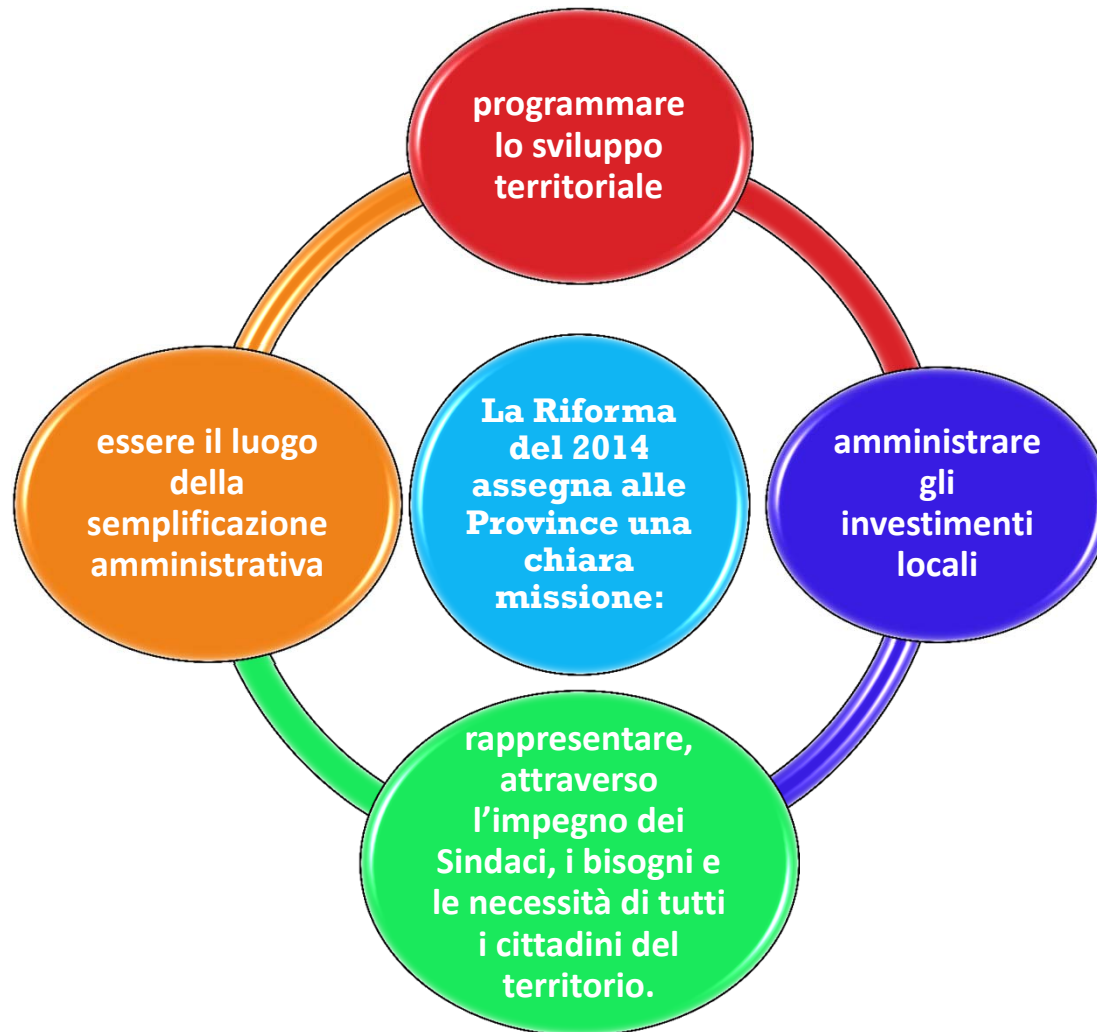 programmare
lo sviluppo
territoriale
La Riforma
del 2014
assegna alle
Province una
chiara
missione:
essere il luogo
della
semplificazione
amministrativa
amministrare
gli
investimenti
locali
rappresentare,
attraverso
l’impegno dei
Sindaci, i bisogni e
le necessità di tutti
i cittadini del
territorio.